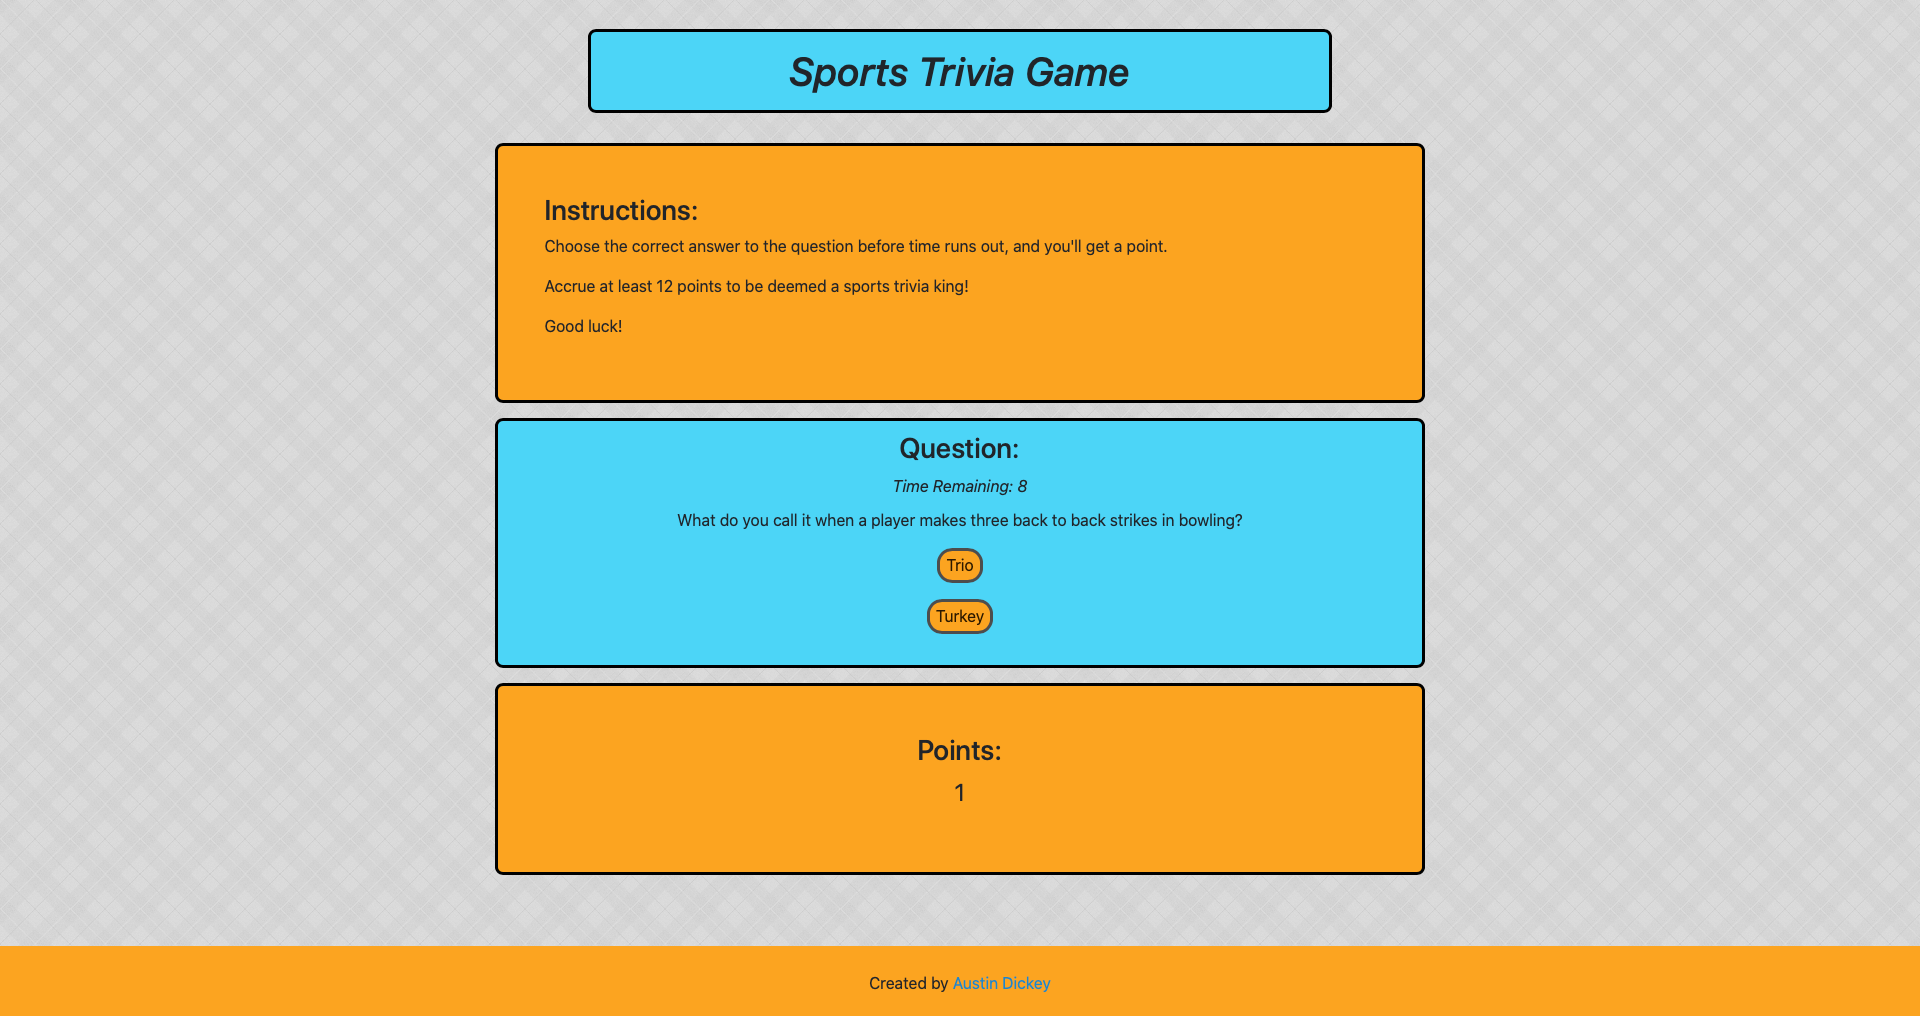 Sports Trivia Game
Instructions:
Choose the correct answer to the question before time runs out, and you'll get a point.
Accrue at least 12 points to be deemed a sports trivia king!
Good luck!
Question:
Time Remaining: 8
What do you call it when a player makes three back to back strikes in bowling?
Trio
Turkey
Points:
1
Created by Austin Dickey